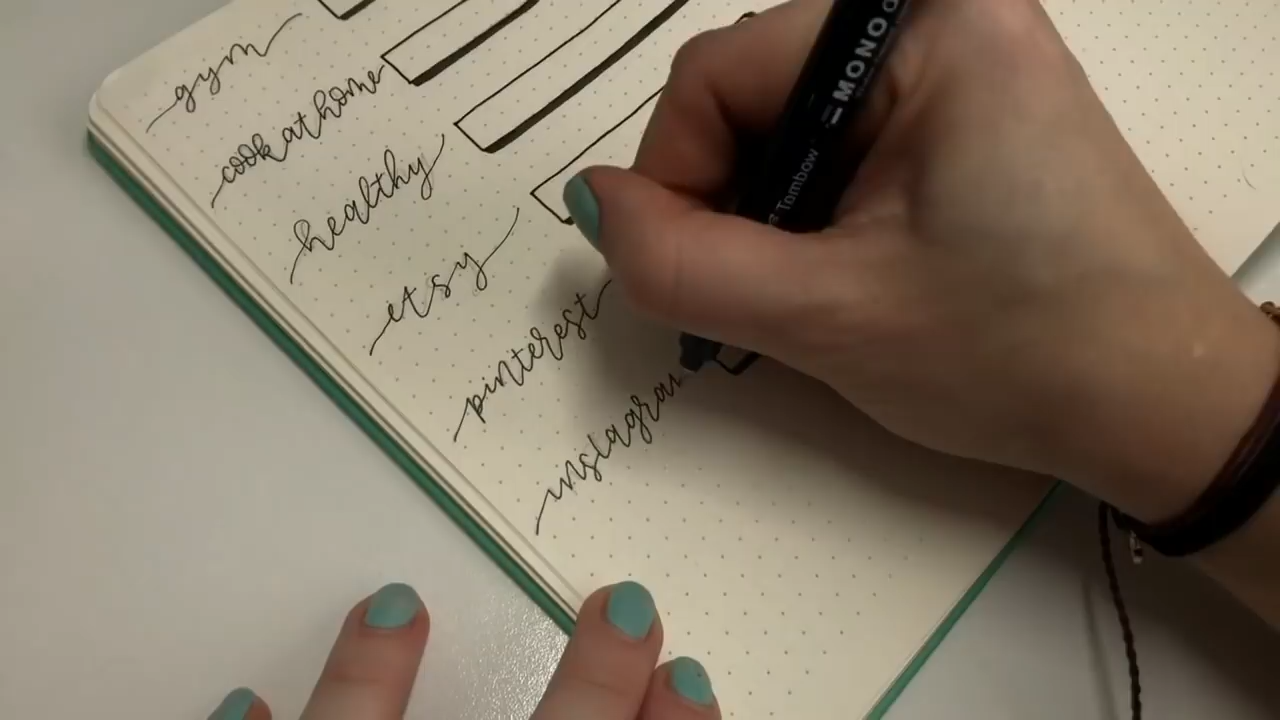 gym
cook at home
healthy
etsy
pinterest
instagram
MONO
Tombow